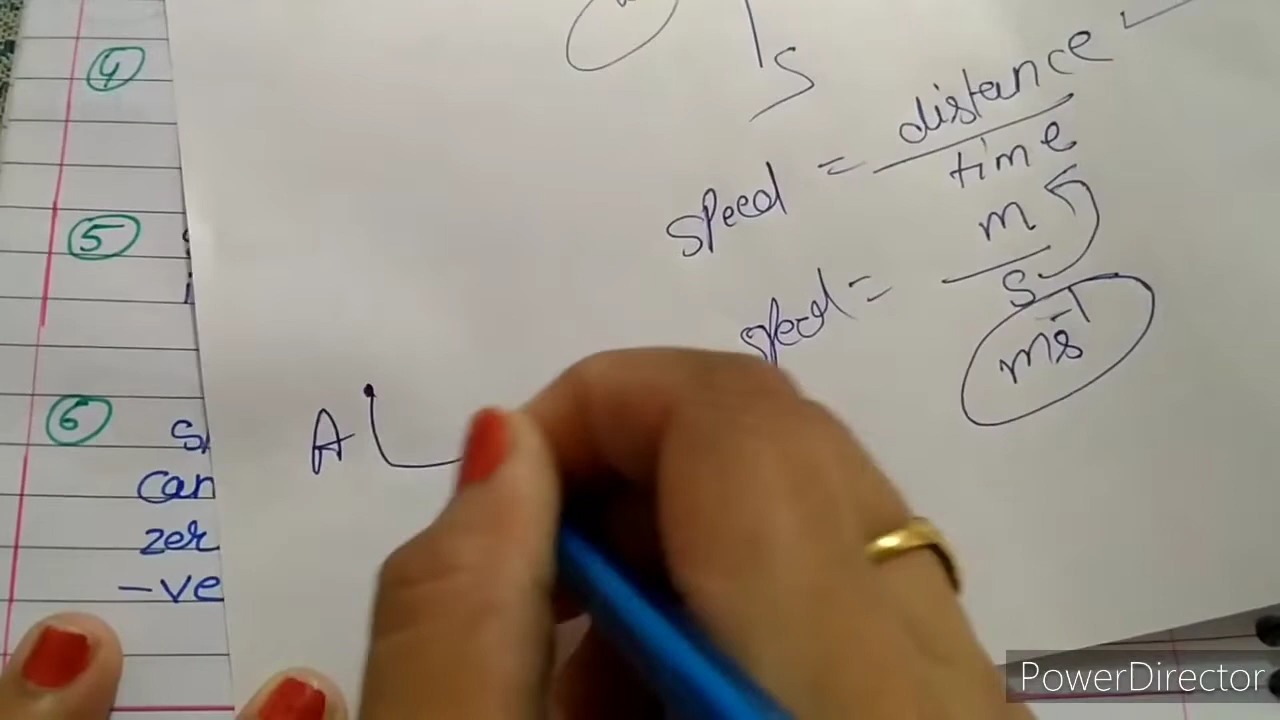 4
S
speed = distance
time
5
speed = m
s
ms⁻¹
A
6
can
zer
-ve
PowerDirector